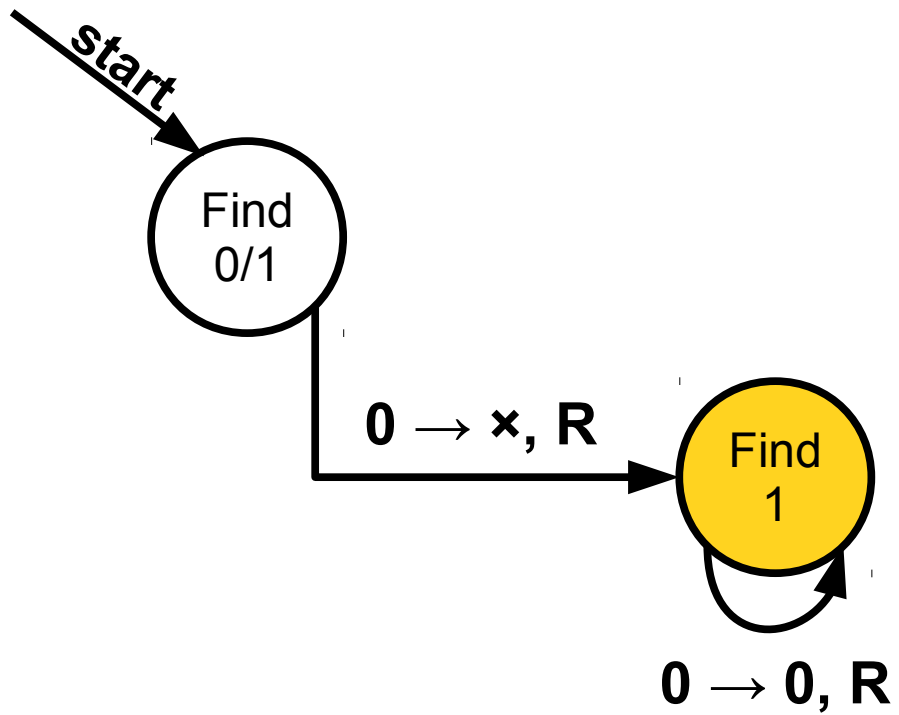 start
Find
0/1
0 → ×, R
Find
1
0 → 0, R